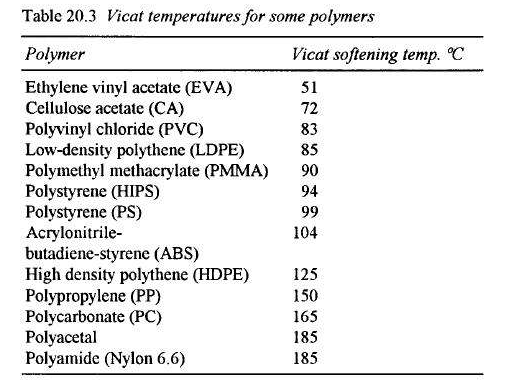 Table 20.3 Vicat temperatures for some polymers
Polymer Vicat softening temp. °C
Ethylene vinyl acetate (EVA) 51
Cellulose acetate (CA) 72
Polyvinyl chloride (PVC) 83
Low-density polythene (LDPE) 85
Polymethyl methacrylate (PMMA) 90
Polystyrene (HIPS) 94
Polystyrene (PS) 99
Acrylonitrile- 104
butadiene-styrene (ABS)
High density polythene (HDPE) 125
Polypropylene (PP) 150
Polycarbonate (PC) 165
Polyacetal 185
Polyamide (Nylon 6.6) 185